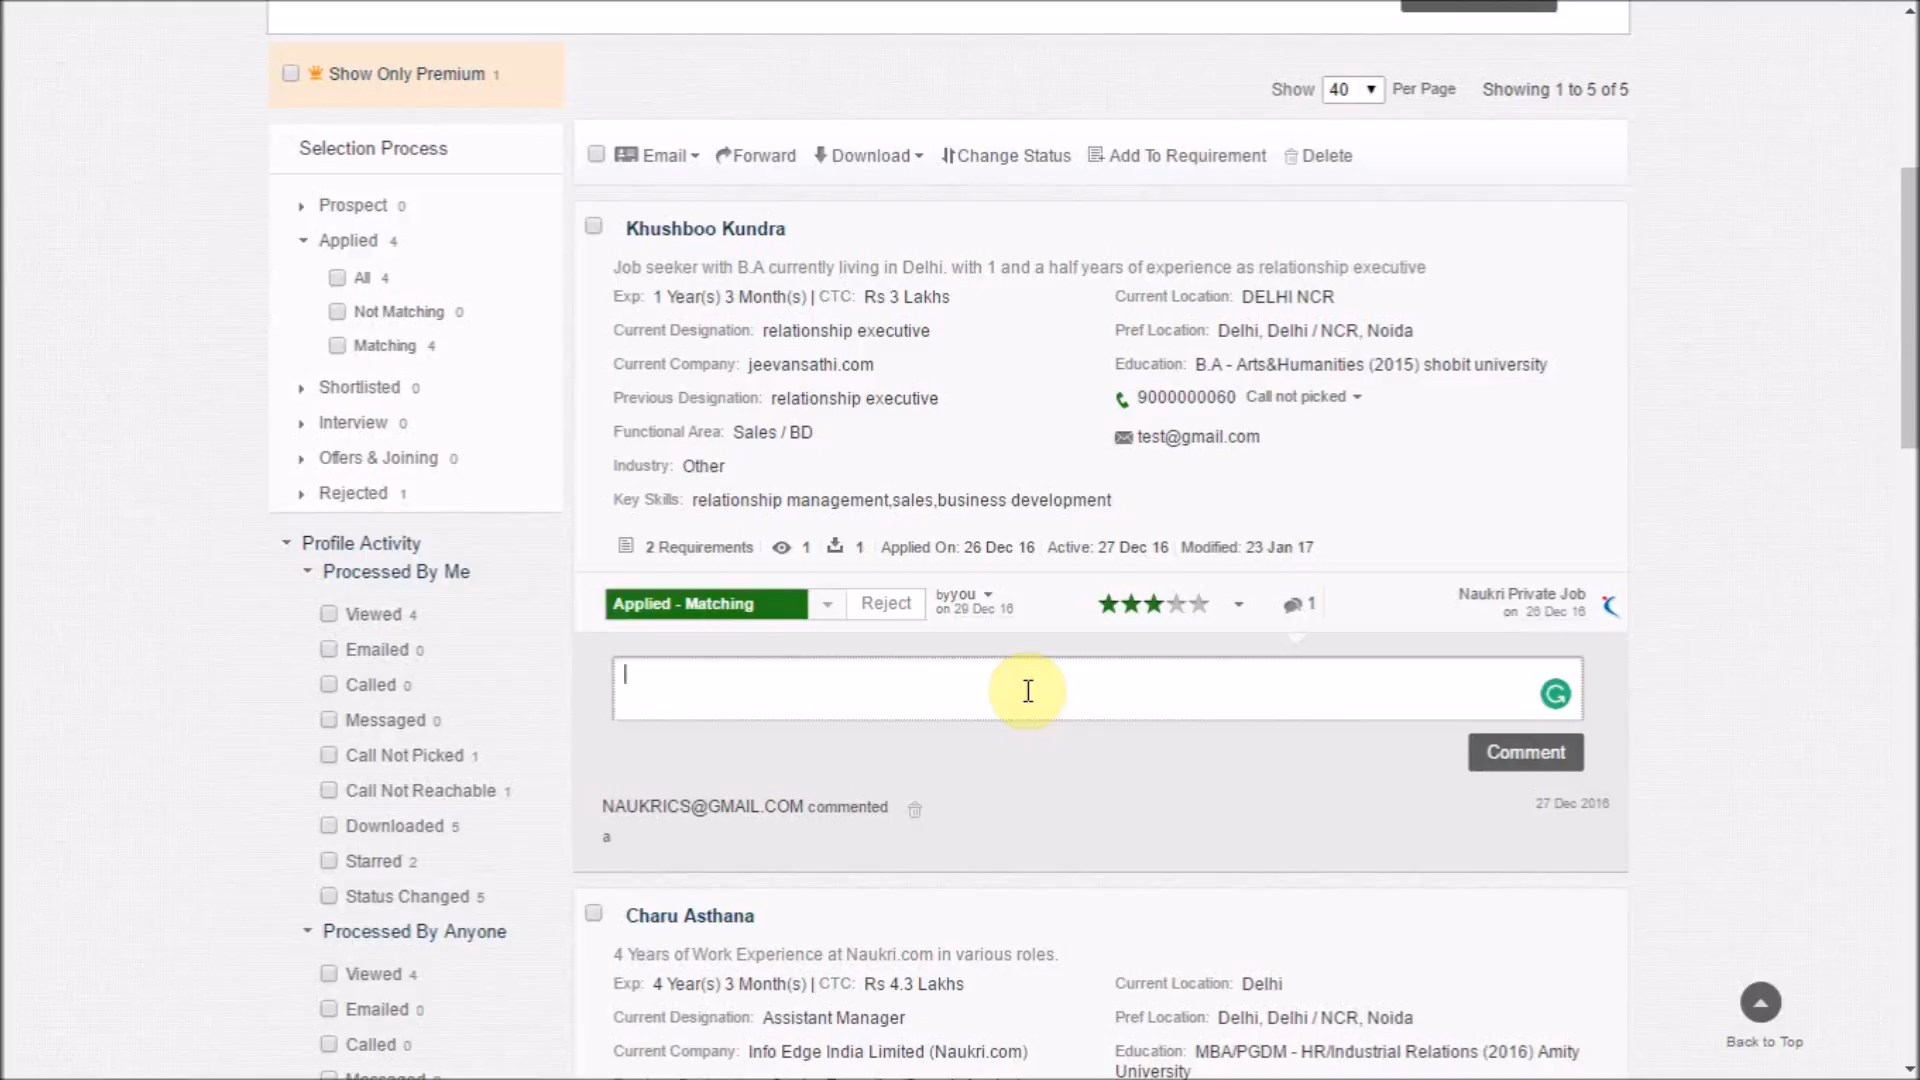 Show Only Premium 1
Show 40 Per Page Showing 1 to 5 of 5
Selection Process
Prospect 0
Applied 4
All 4
Not Matching 0
Matching 4
Shortlisted 0
Interview 0
Offers & Joining 0
Rejected 1
Profile Activity
Processed By Me
Viewed 4
Emailed 0
Called 0
Messaged 0
Call Not Picked 1
Call Not Reachable 1
Downloaded 5
Starred 2
Status Changed 5
Processed By Anyone
Viewed 4
Emailed 0
Called 0
Email Forward Download Change Status Add To Requirement Delete
Khushboo Kundra
Job seeker with B.A currently living in Delhi. with 1 and a half years of experience as relationship executive
Exp: 1 Year(s) 3 Month(s) | CTC: Rs 3 Lakhs
Current Designation: relationship executive
Current Company: jeevansathi.com
Previous Designation: relationship executive
Functional Area: Sales / BD
Industry: Other
Key Skills: relationship management,sales,business development
Current Location: DELHI NCR
Pref Location: Delhi, Delhi / NCR, Noida
Education: B.A - Arts&Humanities (2015) shobit university
9000000060 Call not picked
test@gmail.com
2 Requirements 1 1 Applied On: 26 Dec 16 Active: 27 Dec 16 Modified: 23 Jan 17
Applied - Matching Reject
byyou
on 29 Dec 16
1
Naukri Private Job
on 26 Dec 16
Comment
NAUKRICS@GMAIL.COM commented
27 Dec 2016
a
Charu Asthana
4 Years of Work Experience at Naukri.com in various roles.
Exp: 4 Year(s) 3 Month(s) | CTC: Rs 4.3 Lakhs
Current Designation: Assistant Manager
Current Company: Info Edge India Limited (Naukri.com)
Current Location: Delhi
Pref Location: Delhi, Delhi / NCR, Noida
Education: MBA/PGDM - HR/Industrial Relations (2016) Amity
University
Back to Top